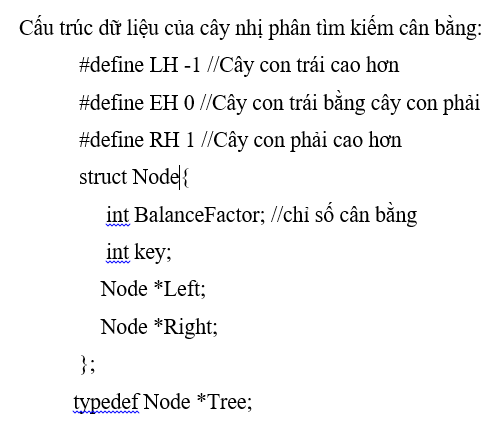 Cấu trúc dữ liệu của cây nhị phân tìm kiếm cân bằng:
#define LH -1 //Cây con trái cao hơn
#define EH 0 //Cây con trái bằng cây con phải
#define RH 1 //Cây con phải cao hơn
struct Node{
int BalanceFactor; //chỉ số cân bằng
int key;
Node *Left;
Node *Right;
};
typedef Node *Tree;